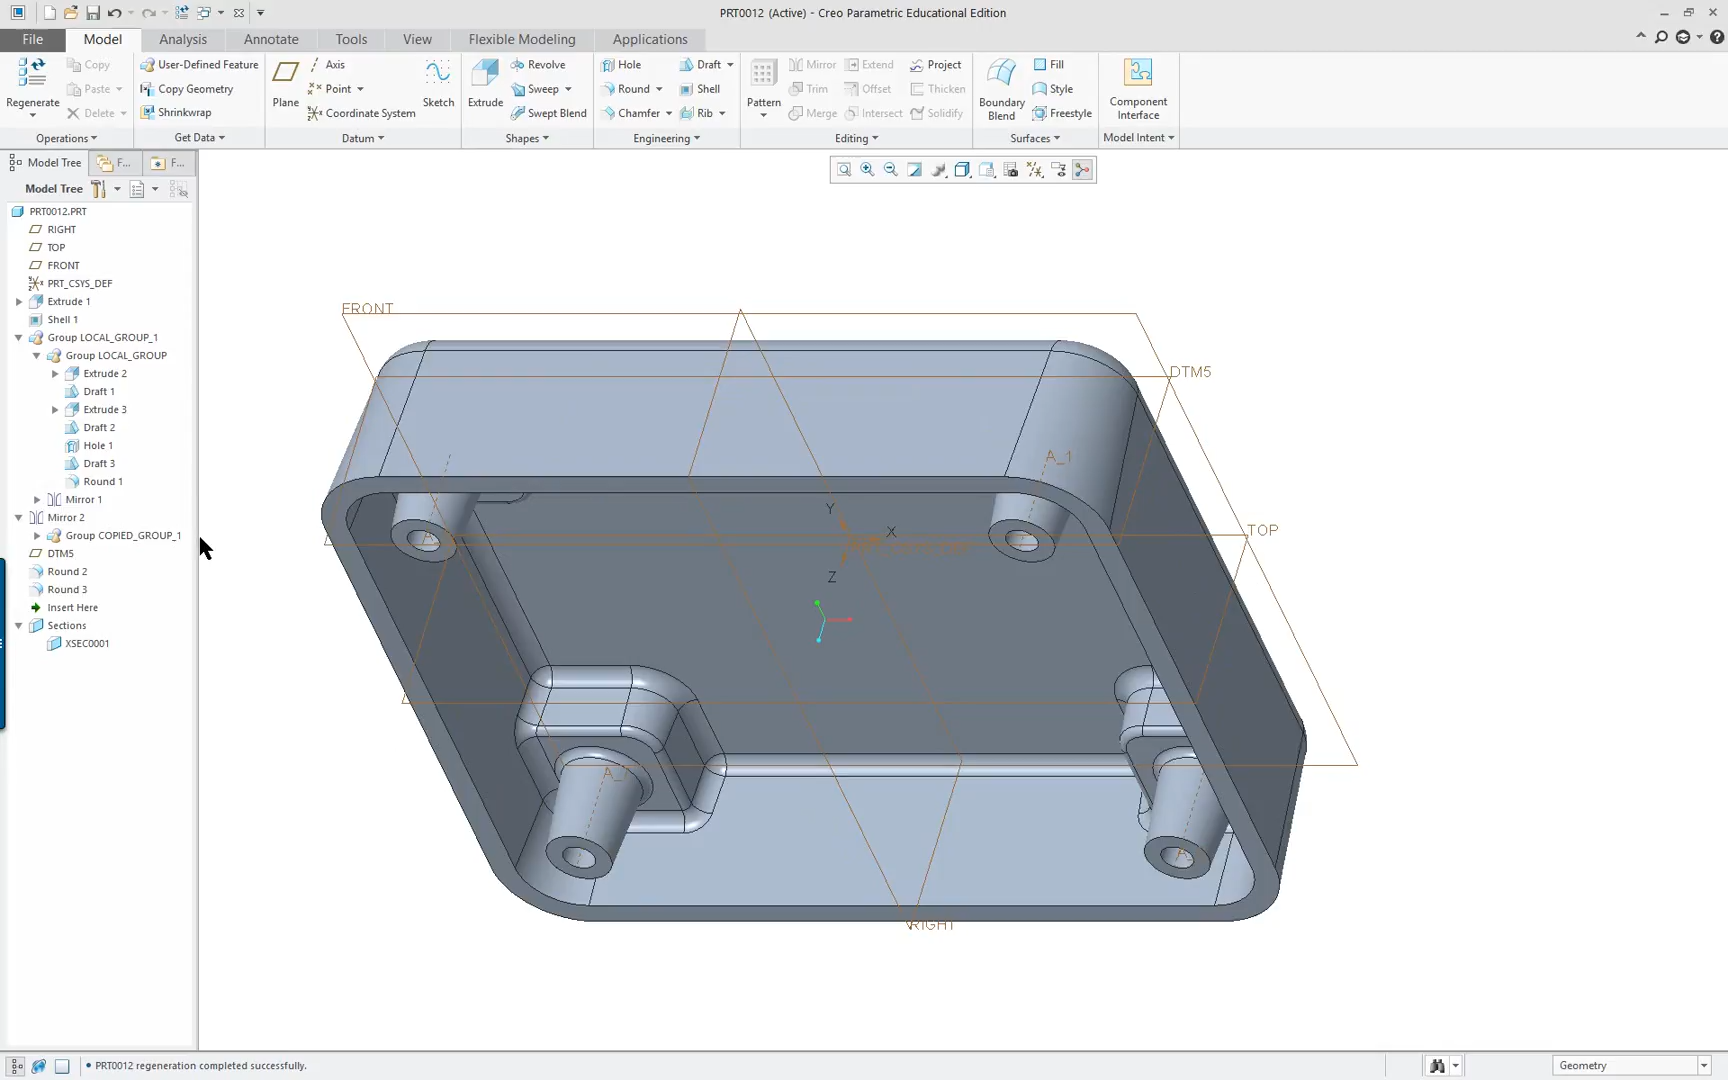 PRT0012 (Active) - Creo Parametric Educational Edition
File Model Analysis Annotate Tools View Flexible Modeling Applications
Regenerate
Copy
Paste
Delete
Operations
User-Defined Feature
Copy Geometry
Shrinkwrap
Get Data
Plane
Axis
Point
Coordinate System
Sketch
Datum
Extrude
Revolve
Sweep
Swept Blend
Shapes
Hole
Round
Chamfer
Draft
Shell
Rib
Engineering
Pattern
Mirror
Trim
Merge
Extend
Offset
Intersect
Project
Thicken
Solidify
Editing
Boundary
Blend
Fill
Style
Freestyle
Surfaces
Component
Interface
Model Intent
Model Tree F... F...
Model Tree
PRT0012.PRT
RIGHT
TOP
FRONT
PRT_CSYS_DEF
Extrude 1
Shell 1
Group LOCAL_GROUP_1
Group LOCAL_GROUP
Extrude 2
Draft 1
Extrude 3
Draft 2
Hole 1
Draft 3
Round 1
Mirror 1
Mirror 2
Group COPIED_GROUP_1
DTM5
Round 2
Round 3
Insert Here
Sections
XSEC0001
FRONT
DTM5
A_1
Y
X
TOP
Z
RIGHT
PRT0012 regeneration completed successfully.
Geometry